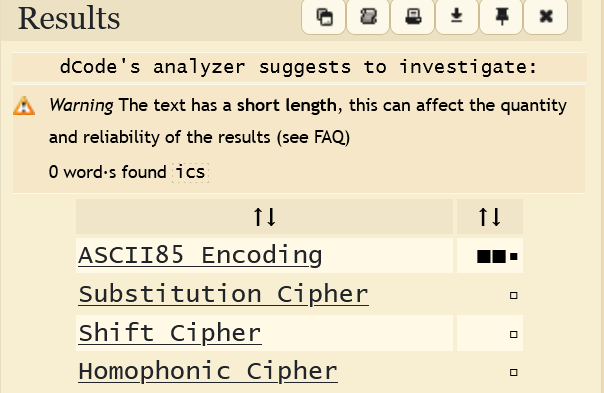 Results
dCode's analyzer suggests to investigate:
Warning The text has a short length, this can affect the quantity
and reliability of the results (see FAQ)
0 word·s found ics
↑↓ ↑↓
ASCII85 Encoding ■■▪
Substitution Cipher ▫
Shift Cipher ▫
Homophonic Cipher ▫